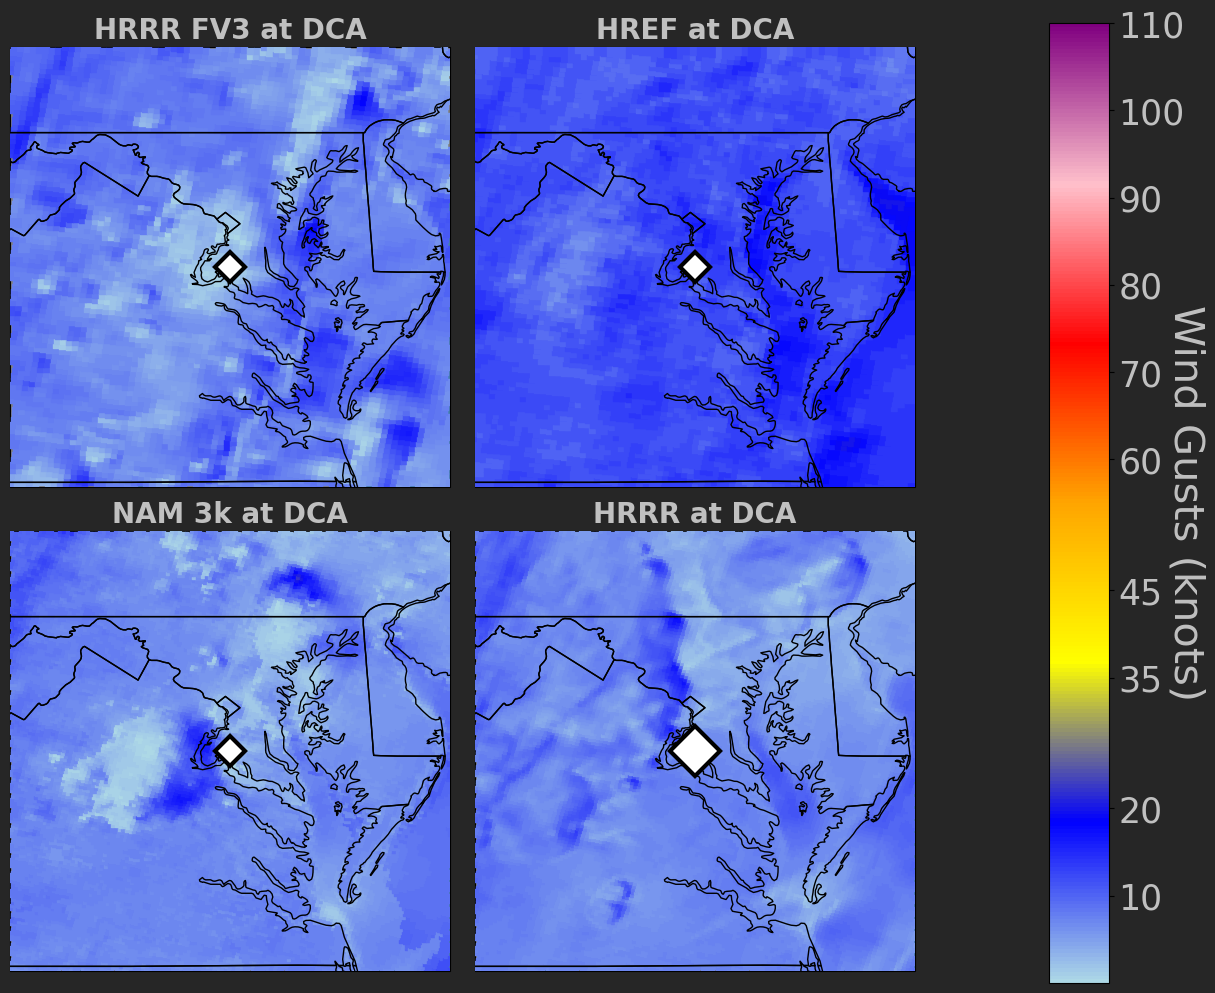 HRRR FV3 at DCA
HREF at DCA
NAM 3k at DCA
HRRR at DCA
110
100
90
80
70
60
45
35
20
10
Wind Gusts (knots)